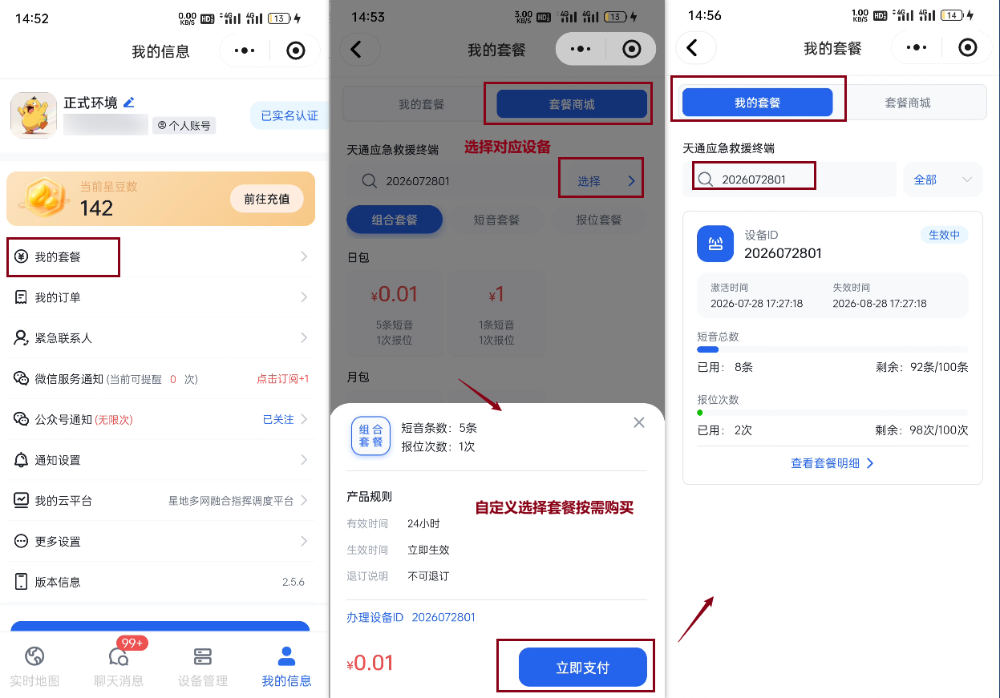 14:52
0.00
KB/S
HD2
4G
4G
13
我的信息
正式环境
个人账号
已实名认证
当前星豆数
142
前往充值
我的套餐
我的订单
紧急联系人
微信服务通知(当前可提醒 0 次)
点击订阅+1
公众号通知(无限次)
已关注
通知设置
我的云平台
星地多网融合指挥调度平台
更多设置
版本信息
2.5.6
99+
实时地图
聊天消息
设备管理
我的信息
14:53
3.00
KB/S
HD2
4G
4G
13
我的套餐
我的套餐
套餐商城
天通应急救援终端
选择对应设备
2026072801
选择
组合套餐
短音套餐
报位套餐
日包
¥0.01
5条短音
1次报位
¥1
1条短音
1次报位
月包
组合
套餐
短音条数：5条
报位次数：1次
产品规则
自定义选择套餐按需购买
有效时间 24小时
生效时间 立即生效
退订说明 不可退订
办理设备ID 2026072801
¥0.01
立即支付
14:56
1.00
KB/S
HD2
4G
4G
14
我的套餐
我的套餐
套餐商城
天通应急救援终端
2026072801
全部
设备ID
2026072801
生效中
激活时间
2026-07-28 17:27:18
失效时间
2026-08-28 17:27:18
短音总数
已用： 8条
剩余：92条/100条
报位次数
已用： 2次
剩余：98次/100次
查看套餐明细